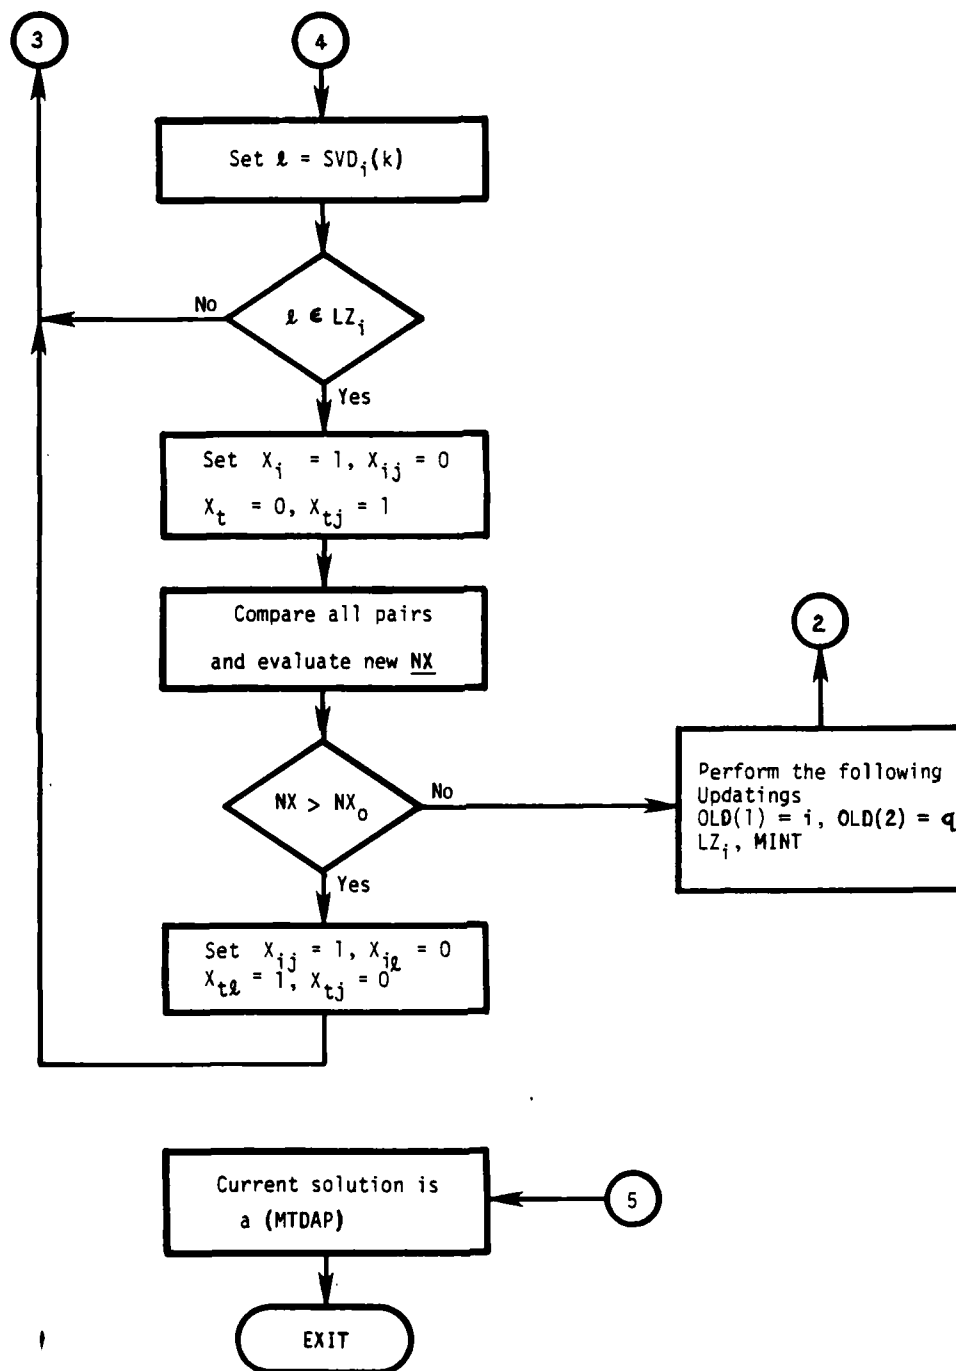 3
4
Set ℓ = SVD_i(k)
No
ℓ ∈ LZ_i
Yes
Set X_i = 1, X_ij = 0
X_t = 0, X_tj = 1
Compare all pairs
and evaluate new NX
2
NX > NX_o
No
Perform the following
Updatings
OLD(1) = i, OLD(2) = q
LZ_i, MINT
Yes
Set X_ij = 1, X_iℓ = 0
X_tℓ = 1, X_tj = 0
Current solution is
a (MTDAP)
5
EXIT